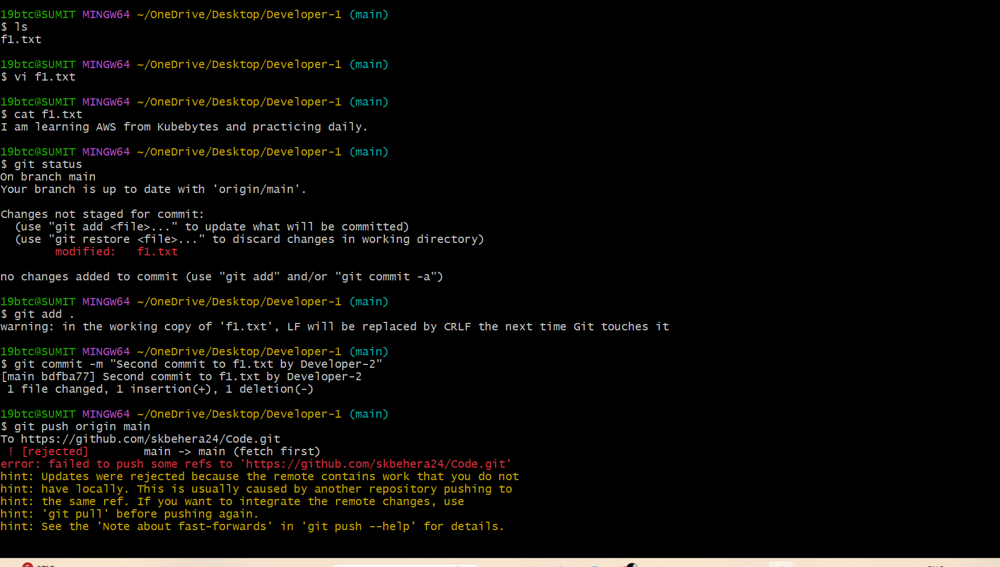 19btc@SUMIT MINGW64 ~/OneDrive/Desktop/Developer-1 (main)
$ ls
f1.txt

19btc@SUMIT MINGW64 ~/OneDrive/Desktop/Developer-1 (main)
$ vi f1.txt

19btc@SUMIT MINGW64 ~/OneDrive/Desktop/Developer-1 (main)
$ cat f1.txt
I am learning AWS from Kubebytes and practicing daily.

19btc@SUMIT MINGW64 ~/OneDrive/Desktop/Developer-1 (main)
$ git status
On branch main
Your branch is up to date with 'origin/main'.

Changes not staged for commit:
  (use "git add <file>..." to update what will be committed)
  (use "git restore <file>..." to discard changes in working directory)
        modified:   f1.txt

no changes added to commit (use "git add" and/or "git commit -a")

19btc@SUMIT MINGW64 ~/OneDrive/Desktop/Developer-1 (main)
$ git add .
warning: in the working copy of 'f1.txt', LF will be replaced by CRLF the next time Git touches it

19btc@SUMIT MINGW64 ~/OneDrive/Desktop/Developer-1 (main)
$ git commit -m "Second commit to f1.txt by Developer-2"
[main bdfba77] Second commit to f1.txt by Developer-2
 1 file changed, 1 insertion(+), 1 deletion(-)

19btc@SUMIT MINGW64 ~/OneDrive/Desktop/Developer-1 (main)
$ git push origin main
To https://github.com/skbehera24/Code.git
 ! [rejected]        main -> main (fetch first)
error: failed to push some refs to 'https://github.com/skbehera24/Code.git'
hint: Updates were rejected because the remote contains work that you do not
hint: have locally. This is usually caused by another repository pushing to
hint: the same ref. If you want to integrate the remote changes, use
hint: 'git pull' before pushing again.
hint: See the 'Note about fast-forwards' in 'git push --help' for details.